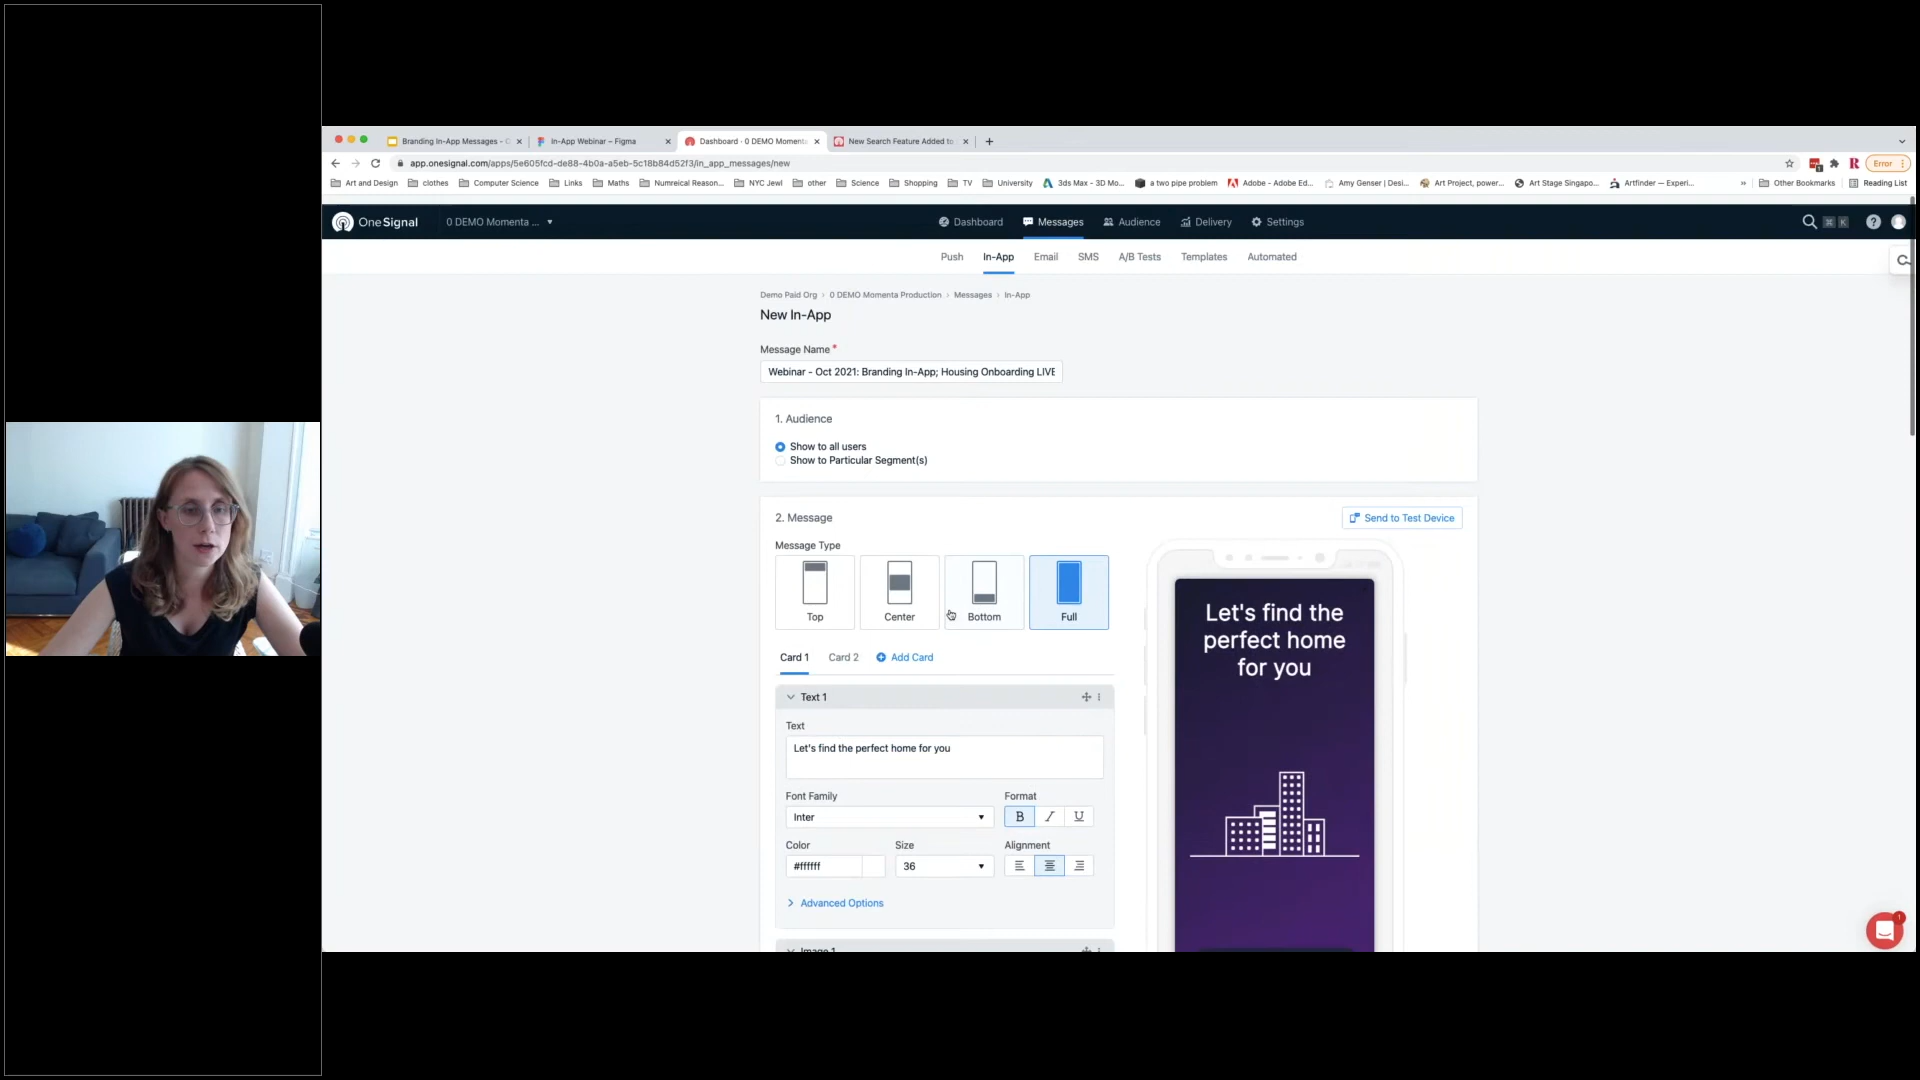 Branding In-App Messages - G
In-App Webinar – Figma
Dashboard · 0 DEMO Momenta
New Search Feature Added to
app.onesignal.com/apps/5e605fcd-de88-4b0a-a5eb-5c18b84d52f3/in_app_messages/new
Error
Art and Design
clothes
Computer Science
Links
Maths
Numreical Reason...
NYC Jewl
other
Science
Shopping
TV
University
3ds Max - 3D Mo...
a two pipe problem
Adobe - Adobe Ed...
Amy Genser | Desi...
Art Project, power...
Art Stage Singapo...
Artfinder — Experi...
»
Other Bookmarks
Reading List
OneSignal
0 DEMO Momenta ...
Dashboard
Messages
Audience
Delivery
Settings
⌘ K
Push
In-App
Email
SMS
A/B Tests
Templates
Automated
Demo Paid Org › 0 DEMO Momenta Production › Messages › In-App
New In-App
Message Name *
Webinar - Oct 2021: Branding In-App; Housing Onboarding LIVE
1. Audience
Show to all users
Show to Particular Segment(s)
2. Message
Send to Test Device
Message Type
Top
Center
Bottom
Full
Card 1
Card 2
Add Card
Text 1
Text
Let's find the perfect home for you
Font Family
Format
Inter
B I U
Color
Size
Alignment
#ffffff
36
Advanced Options
Image 1
Let's find the
perfect home
for you
1